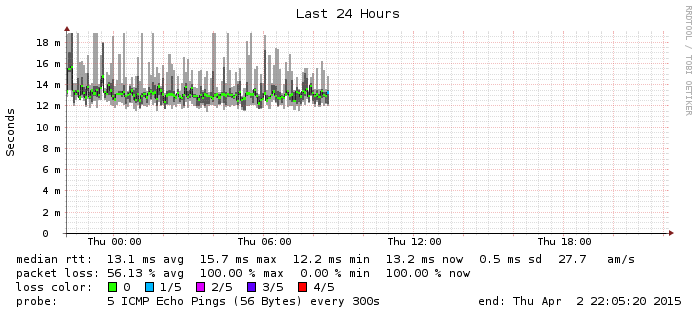 Last 24 Hours
RRDTOOL / TOBI OETIKER
Seconds
18 m
16 m
14 m
12 m
10 m
8 m
6 m
4 m
2 m
0
Thu 00:00 Thu 06:00 Thu 12:00 Thu 18:00
median rtt: 13.1 ms avg 15.7 ms max 12.2 ms min 13.2 ms now 0.5 ms sd 27.7 am/s
packet loss: 56.13 % avg 100.00 % max 0.00 % min 100.00 % now
loss color: 0 1/5 2/5 3/5 4/5
probe: 5 ICMP Echo Pings (56 Bytes) every 300s end: Thu Apr 2 22:05:20 2015